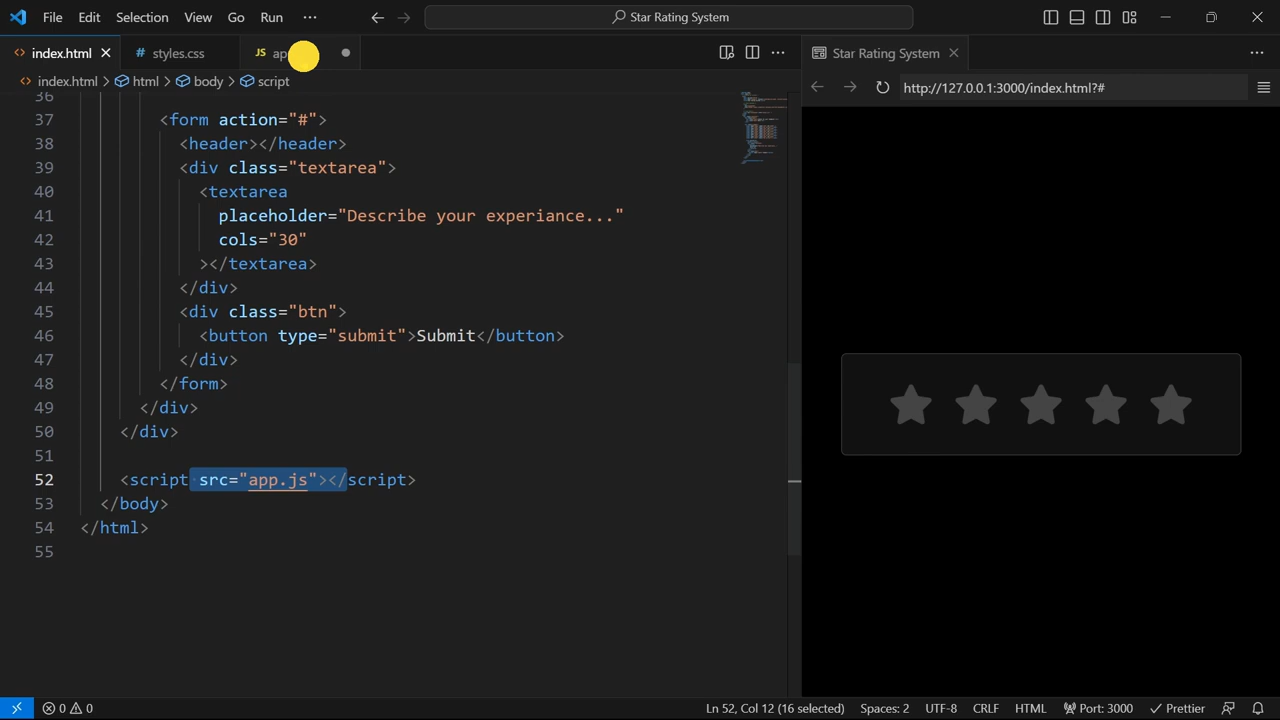 File Edit Selection View Go Run ··· Star Rating System
index.html styles.css JS ap
Star Rating System
index.html > html > body > script
http://127.0.0.1:3000/index.html?#
36
37 <form action="#">
38 <header></header>
39 <div class="textarea">
40 <textarea
41 placeholder="Describe your experiance..."
42 cols="30"
43 ></textarea>
44 </div>
45 <div class="btn">
46 <button type="submit">Submit</button>
47 </div>
48 </form>
49 </div>
50 </div>
51
52 <script src="app.js"></script>
53 </body>
54 </html>
55
0 0 Ln 52, Col 12 (16 selected) Spaces: 2 UTF-8 CRLF HTML Port: 3000 Prettier